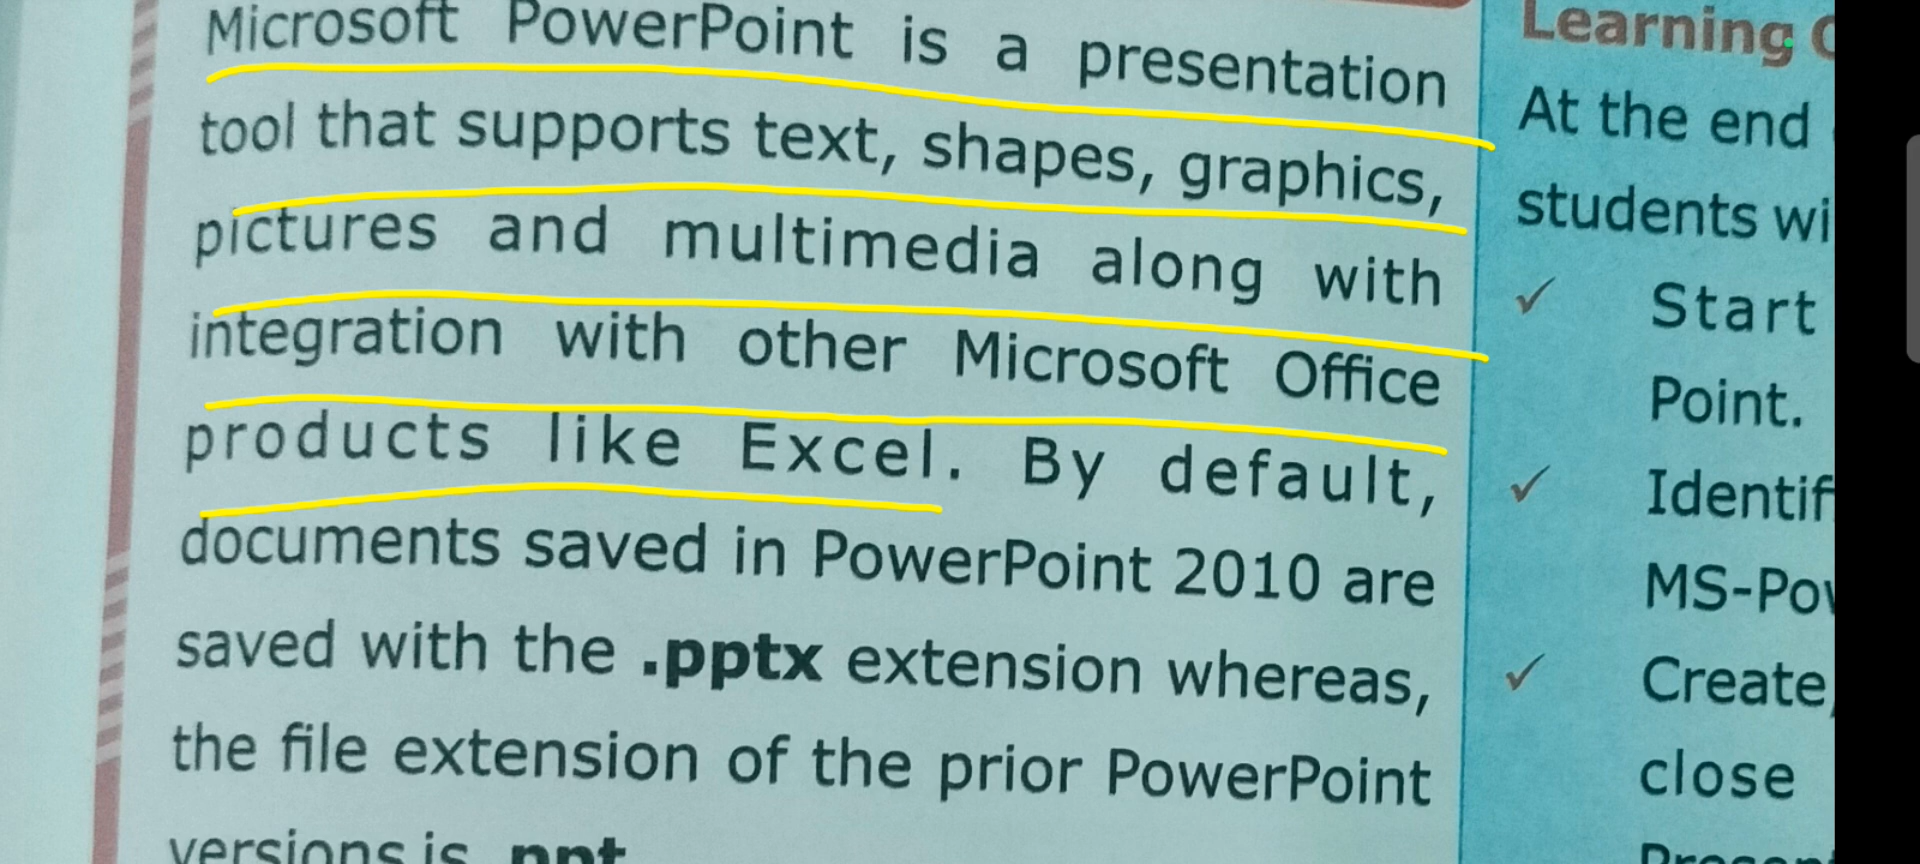 Microsoft PowerPoint is a presentation
tool that supports text, shapes, graphics,
pictures and multimedia along with
integration with other Microsoft Office
products like Excel. By default,
documents saved in PowerPoint 2010 are
saved with the .pptx extension whereas,
the file extension of the prior PowerPoint
versions is .ppt
Learning
At the end
students wi
✓ Start
Point.
✓ Identif
MS-Po
✓ Create,
close